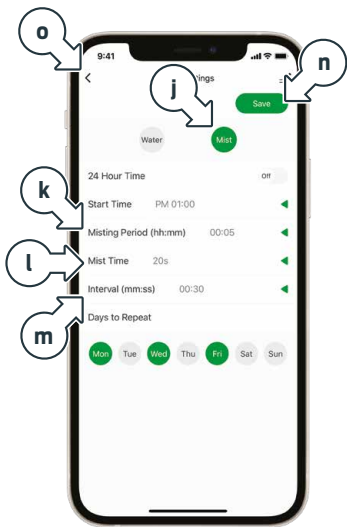 o
n
9:41
ings
j
Save
Water
Mist
24 Hour Time
Off
k
Start Time PM 01:00
Misting Period (hh:mm) 00:05
l
Mist Time 20s
Interval (mm:ss) 00:30
m
Days to Repeat
Mon Tue Wed Thu Fri Sat Sun